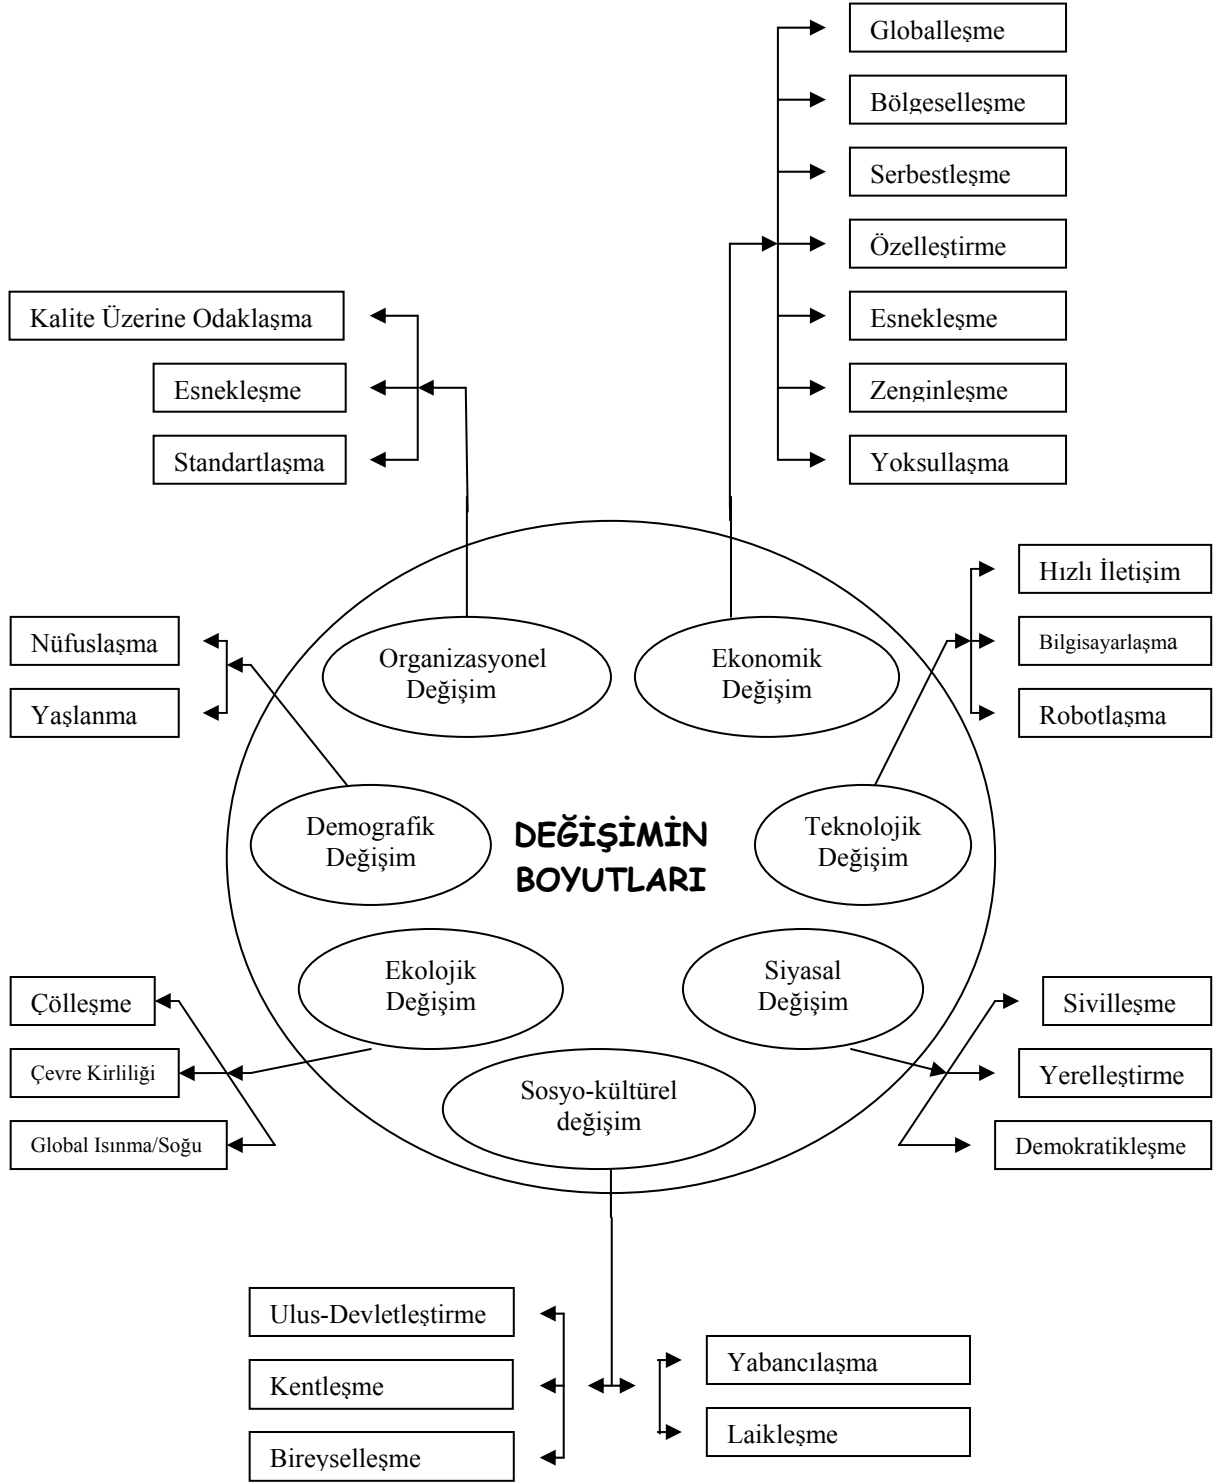 Globalleşme
Bölgeselleşme
Serbestleşme
Özelleştirme
Esnekleşme
Zenginleşme
Yoksullaşma
Kalite Üzerine Odaklaşma
Esnekleşme
Standartlaşma
Hızlı İletişim
Bilgisayarlaşma
Robotlaşma
Nüfuslaşma
Yaşlanma
Organizasyonel
Değişim
Ekonomik
Değişim
Demografik
Değişim
DEĞİŞİMİN
BOYUTLARI
Teknolojik
Değişim
Ekolojik
Değişim
Siyasal
Değişim
Sosyo-kültürel
değişim
Çölleşme
Çevre Kirliliği
Global Isınma/Soğu
Sivilleşme
Yerelleştirme
Demokratikleşme
Ulus-Devletleştirme
Kentleşme
Bireyselleşme
Yabancılaşma
Laikleşme